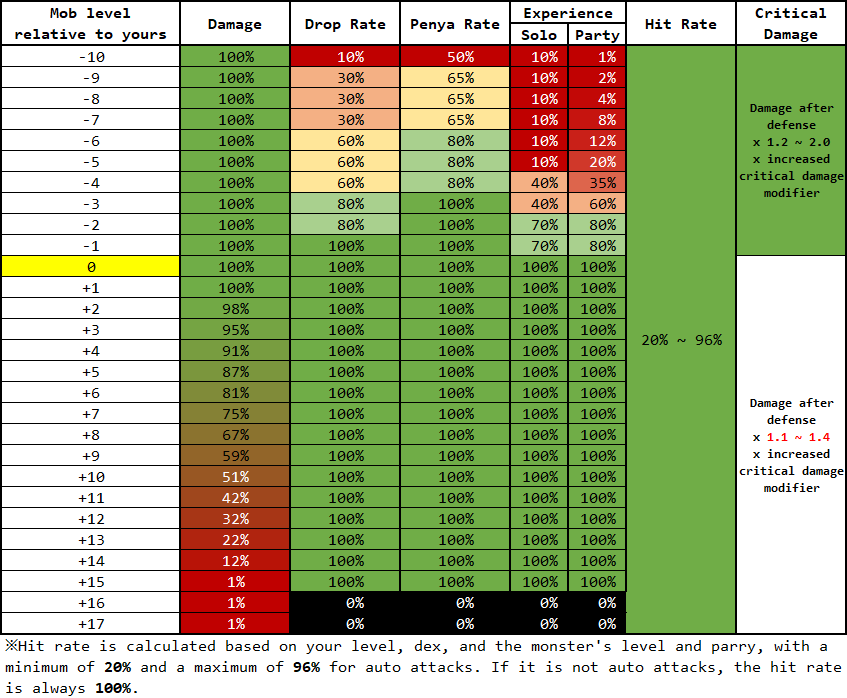 Mob level relative to yours Damage Drop Rate Penya Rate Experience Solo Party Hit Rate Critical Damage
-10 100% 10% 50% 10% 1%
-9 100% 30% 65% 10% 2%
-8 100% 30% 65% 10% 4%
-7 100% 30% 65% 10% 8%
-6 100% 60% 80% 10% 12%
-5 100% 60% 80% 10% 20%
-4 100% 60% 80% 40% 35%
-3 100% 80% 100% 40% 60%
-2 100% 80% 100% 70% 80%
-1 100% 100% 100% 70% 80%
0 100% 100% 100% 100% 100%
+1 100% 100% 100% 100% 100%
+2 98% 100% 100% 100% 100%
+3 95% 100% 100% 100% 100%
+4 91% 100% 100% 100% 100%
+5 87% 100% 100% 100% 100%
+6 81% 100% 100% 100% 100%
+7 75% 100% 100% 100% 100%
+8 67% 100% 100% 100% 100%
+9 59% 100% 100% 100% 100%
+10 51% 100% 100% 100% 100%
+11 42% 100% 100% 100% 100%
+12 32% 100% 100% 100% 100%
+13 22% 100% 100% 100% 100%
+14 12% 100% 100% 100% 100%
+15 1% 100% 100% 100% 100%
+16 1% 0% 0% 0% 0%
+17 1% 0% 0% 0% 0%
20% ~ 96%
Damage after
defense
x 1.2 ~ 2.0
x increased
critical damage
modifier
Damage after
defense
x 1.1 ~ 1.4
x increased
critical damage
modifier
※Hit rate is calculated based on your level, dex, and the monster's level and parry, with a
minimum of 20% and a maximum of 96% for auto attacks. If it is not auto attacks, the hit rate
is always 100%.